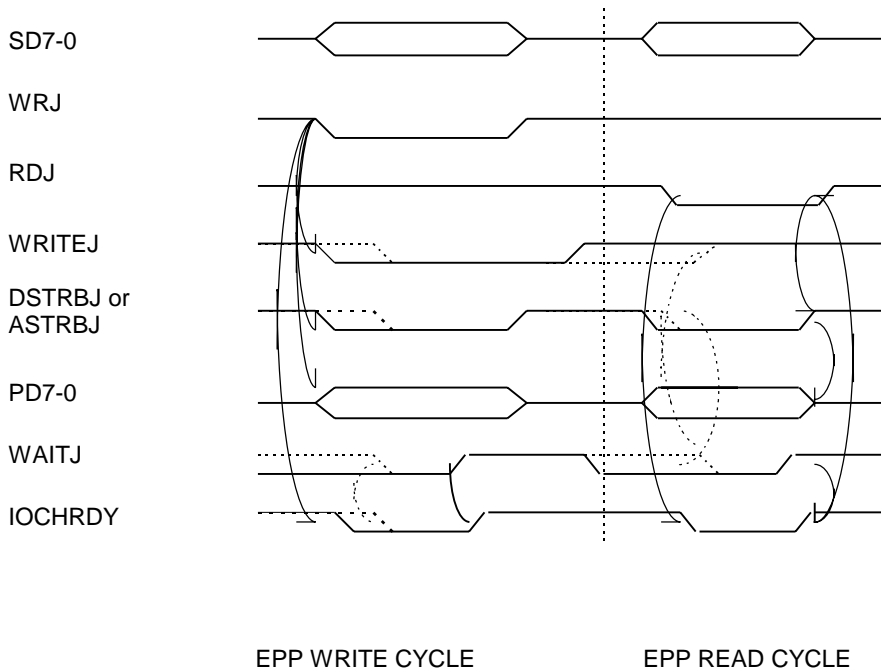 SD7-0
WRJ
RDJ
WRITEJ
DSTRBJ or
ASTRBJ
PD7-0
WAITJ
IOCHRDY
EPP WRITE CYCLE
EPP READ CYCLE